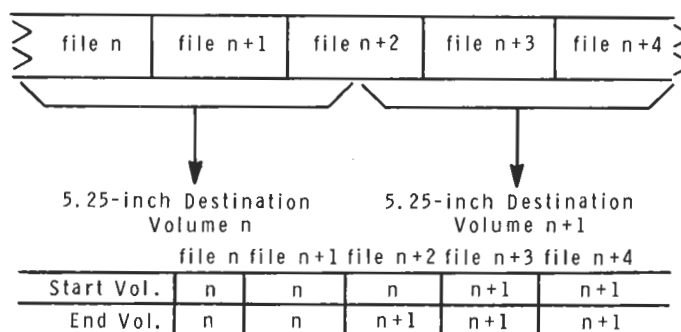 file n file n+1 file n+2 file n+3 file n+4
5.25-inch Destination 5.25-inch Destination
Volume n Volume n+1
file n file n+1 file n+2 file n+3 file n+4
Start Vol. n n n n+1 n+1
End Vol. n n n+1 n+1 n+1